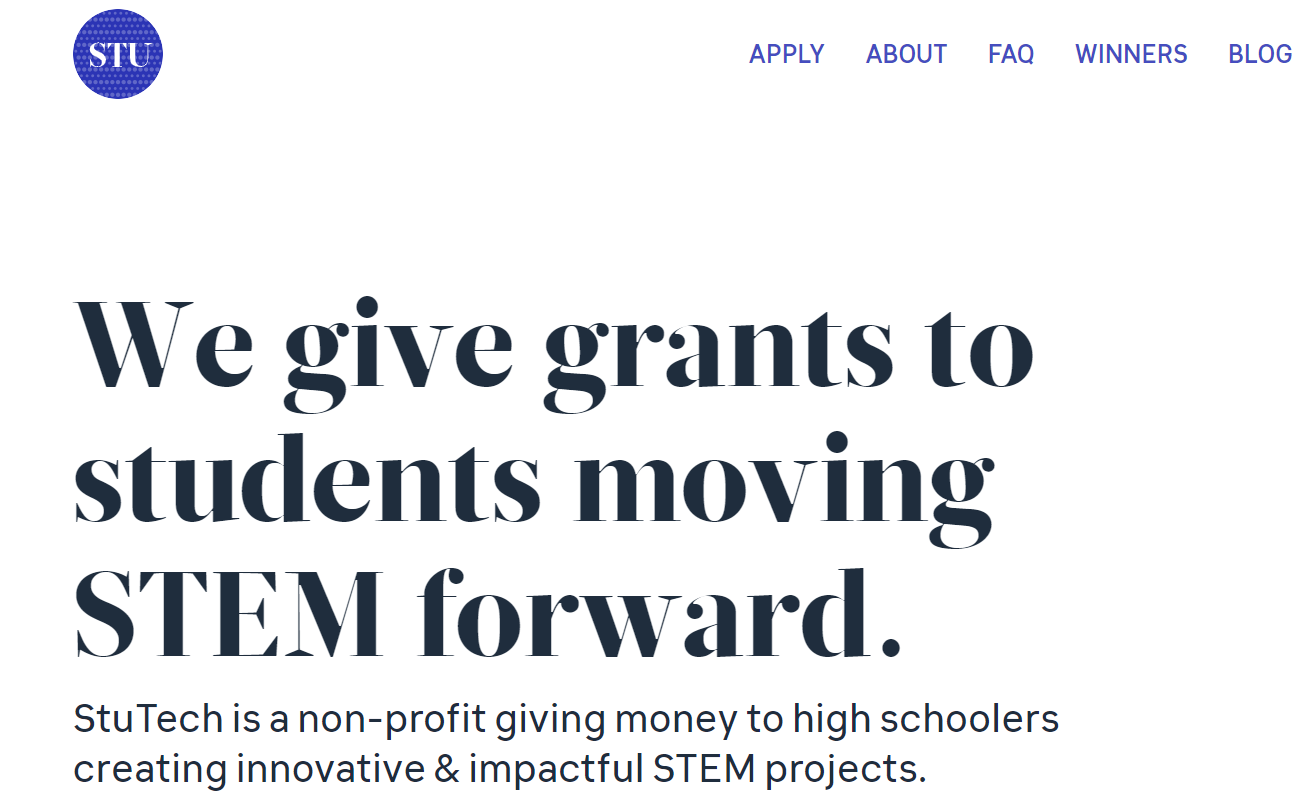 STU
APPLY ABOUT FAQ WINNERS BLOG
We give grants to
students moving
STEM forward.
StuTech is a non-profit giving money to high schoolers
creating innovative & impactful STEM projects.